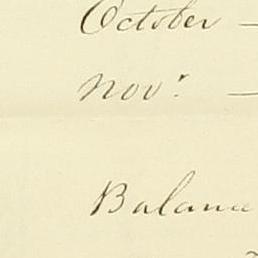 October —
Nov.r —
Balance